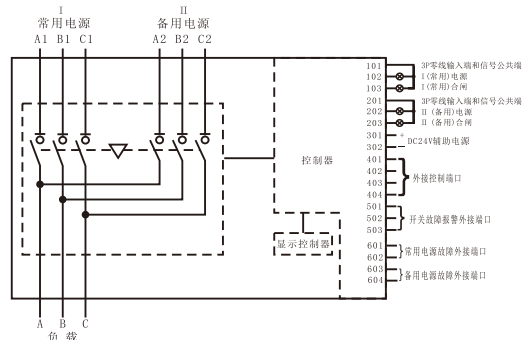 I
常用电源
A1 B1 C1
II
备用电源
A2 B2 C2
101 3P零线输入端和信号公共端
102 I(常用)电源
103 I(常用)合闸
201 3P零线输入端和信号公共端
202 II(备用)电源
203 II(备用)合闸
301 +
302 — DC24V辅助电源
401
402
403
404
外接控制端口
501
502
503
开关故障报警外接端口
601
602
常用电源故障外接端口
603
604
备用电源故障外接端口
控制器
显示控制器
A B C
负载